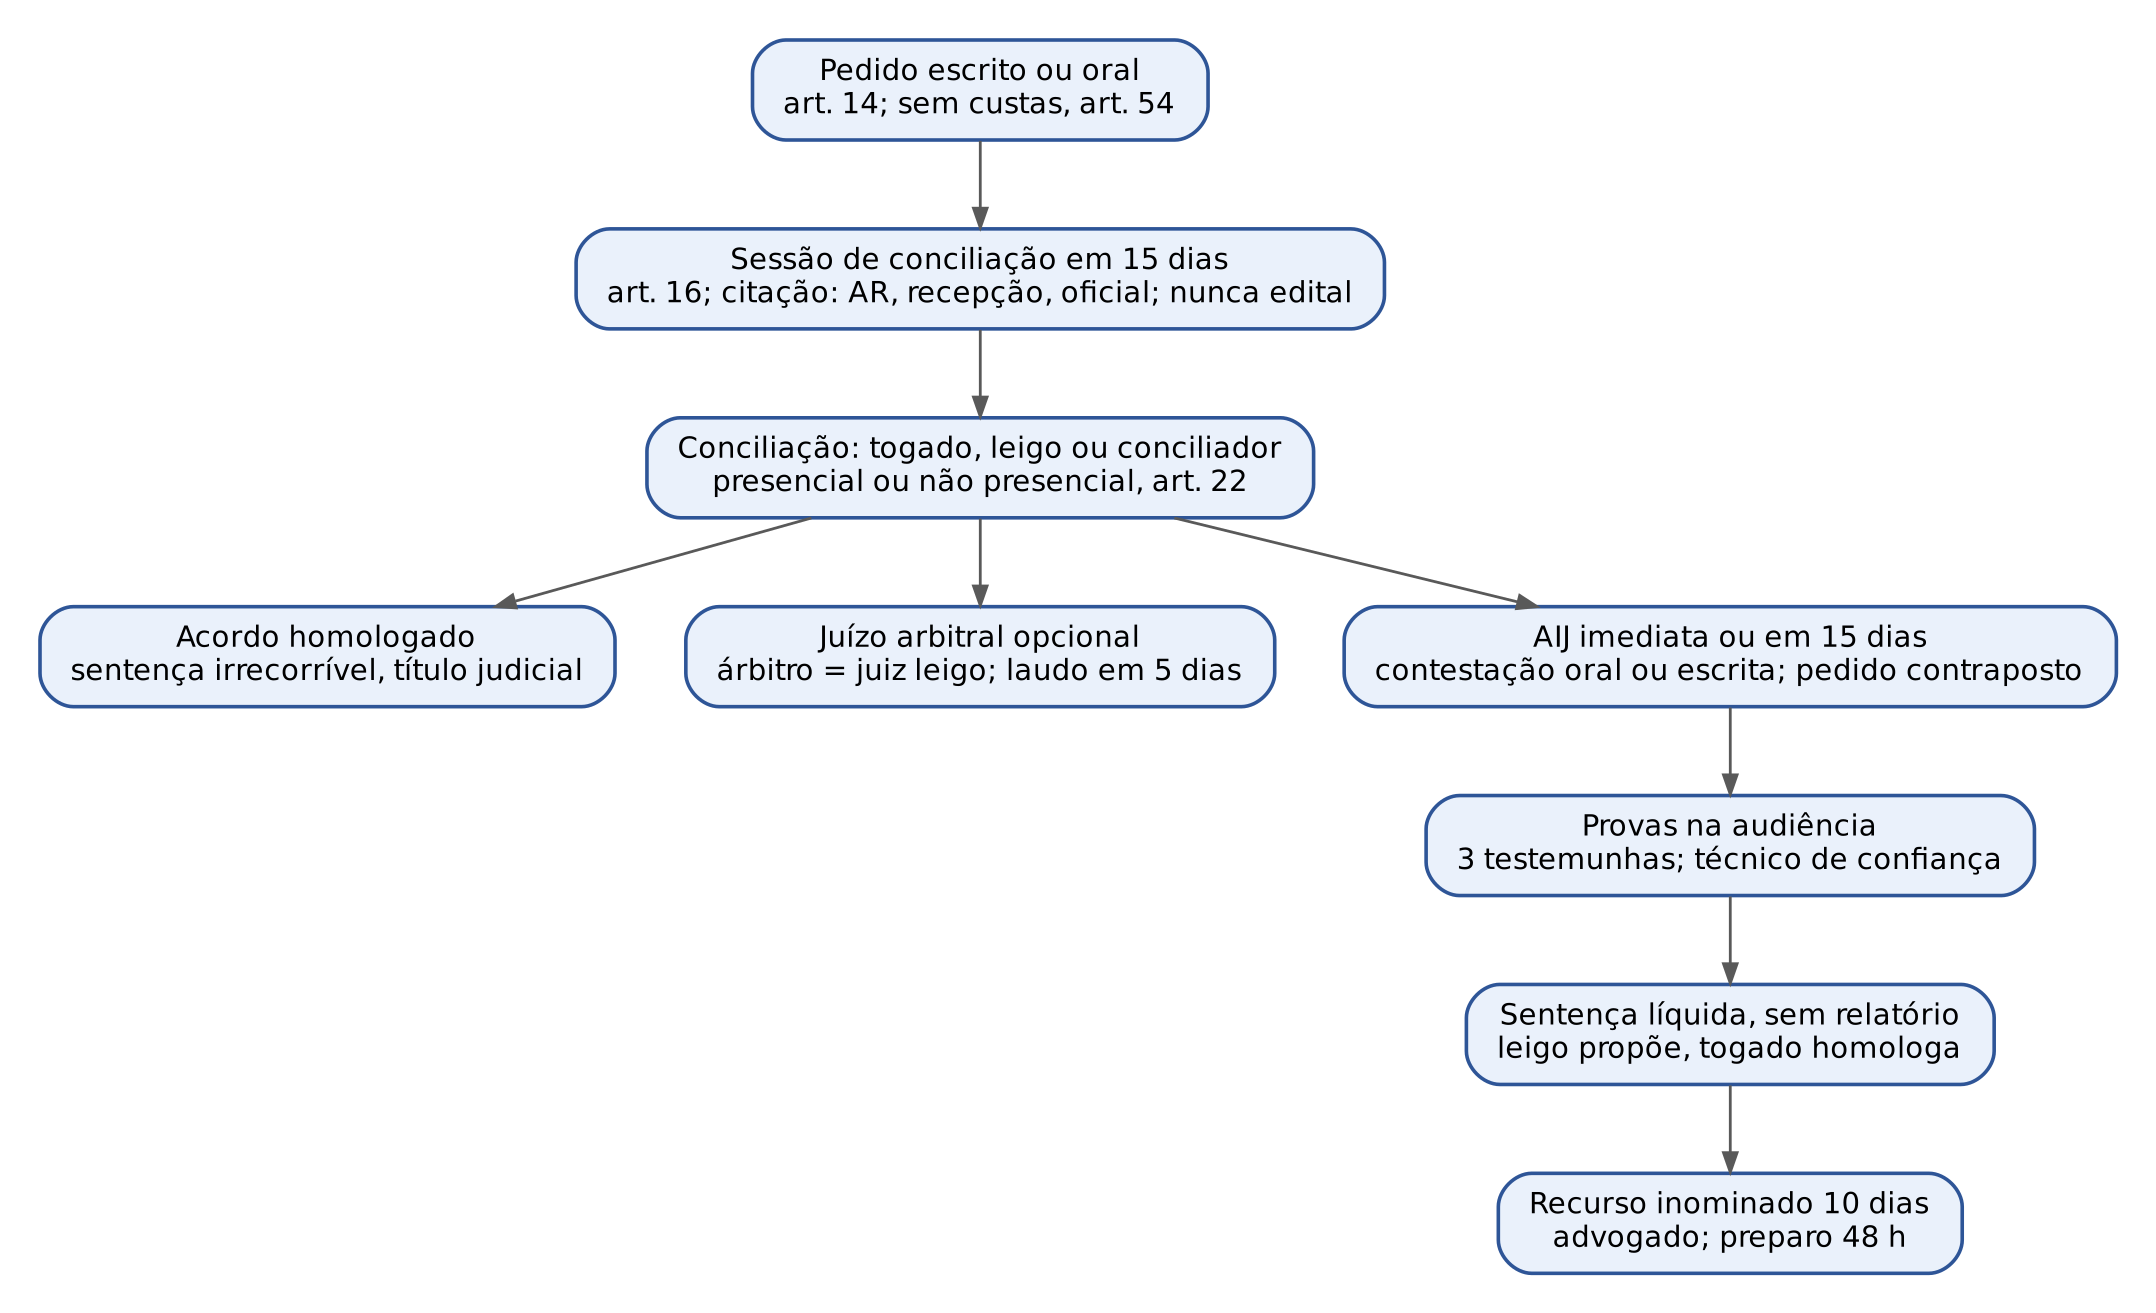 Pedido escrito ou oral
art. 14; sem custas, art. 54
Sessão de conciliação em 15 dias
art. 16; citação: AR, recepção, oficial; nunca edital
Conciliação: togado, leigo ou conciliador
presencial ou não presencial, art. 22
Acordo homologado
sentença irrecorrível, título judicial
Juízo arbitral opcional
árbitro = juiz leigo; laudo em 5 dias
AIJ imediata ou em 15 dias
contestação oral ou escrita; pedido contraposto
Provas na audiência
3 testemunhas; técnico de confiança
Sentença líquida, sem relatório
leigo propõe, togado homologa
Recurso inominado 10 dias
advogado; preparo 48 h